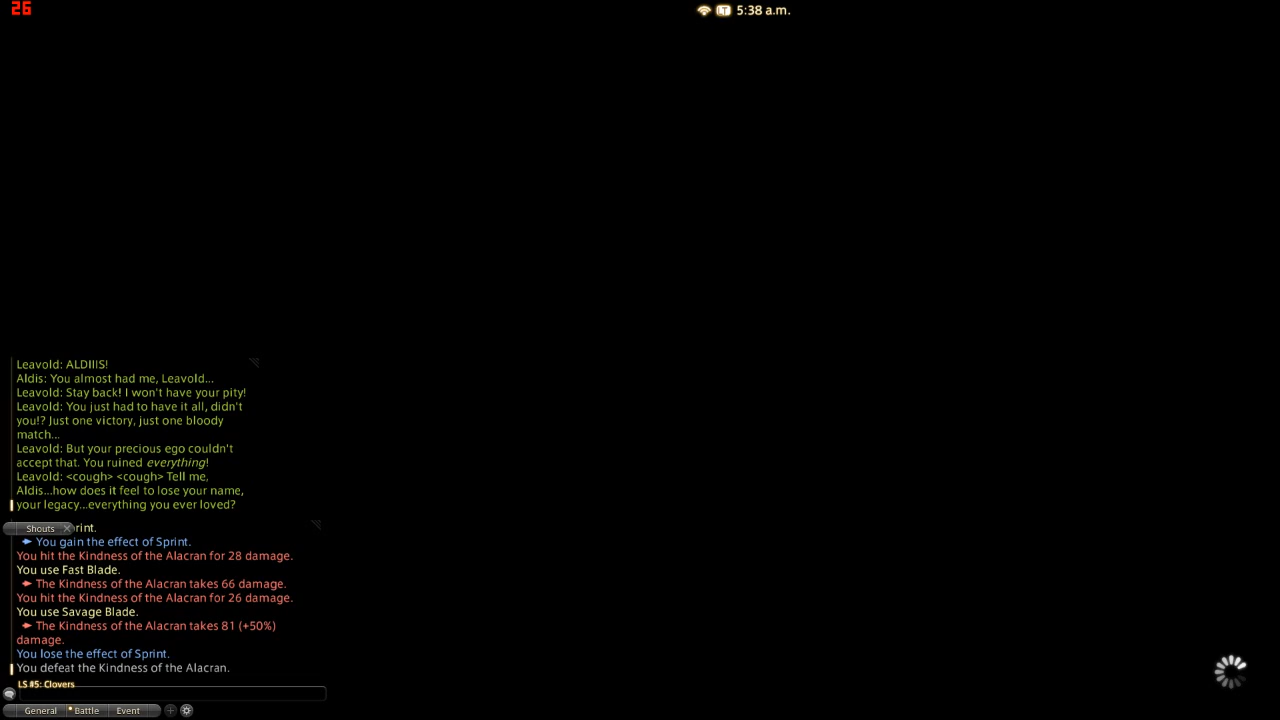 26
LT 5:38 a.m.
Leavold: ALDIIIS!
Aldis: You almost had me, Leavold...
Leavold: Stay back! I won't have your pity!
Leavold: You just had to have it all, didn't
you!? Just one victory, just one bloody
match...
Leavold: But your precious ego couldn't
accept that. You ruined everything!
Leavold: <cough> <cough> Tell me,
Aldis...how does it feel to lose your name,
your legacy...everything you ever loved?
Shouts
rint.
You gain the effect of Sprint.
You hit the Kindness of the Alacran for 28 damage.
You use Fast Blade.
The Kindness of the Alacran takes 66 damage.
You hit the Kindness of the Alacran for 26 damage.
You use Savage Blade.
The Kindness of the Alacran takes 81 (+50%)
damage.
You lose the effect of Sprint.
You defeat the Kindness of the Alacran.
LS #5: Clovers
General Battle Event